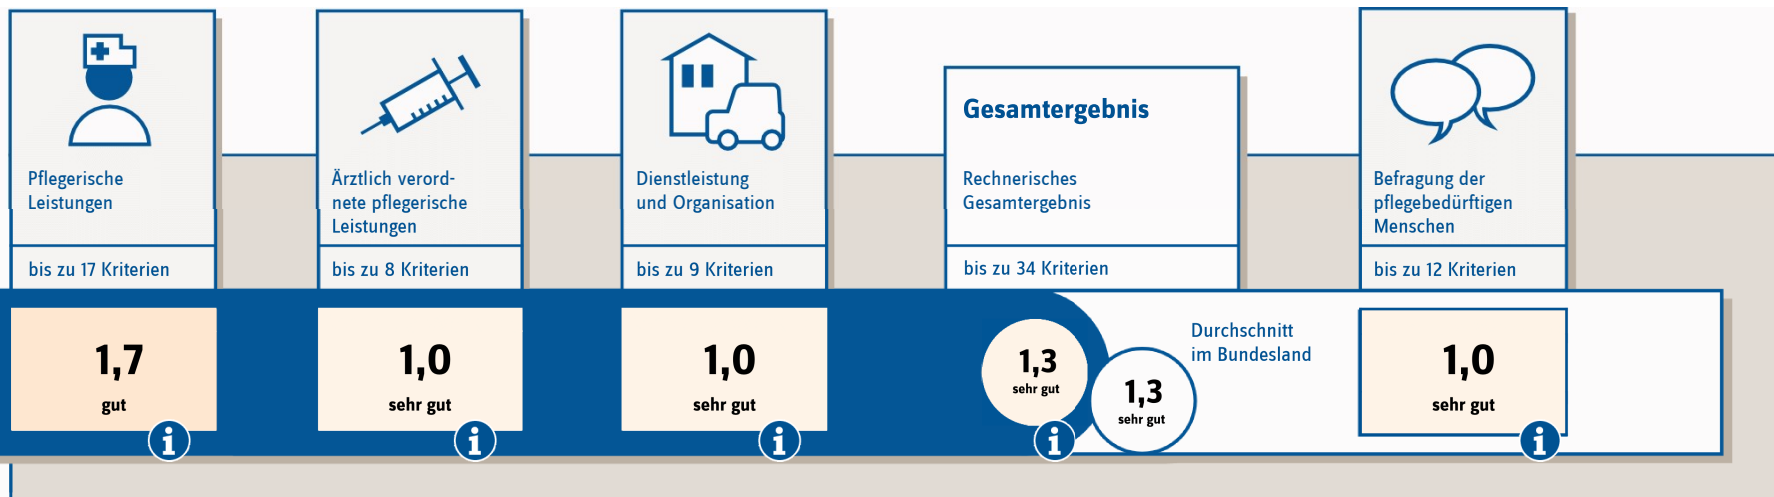 Pflegerische
Leistungen
bis zu 17 Kriterien
1,7
gut
i
Ärztlich verord-
nete pflegerische
Leistungen
bis zu 8 Kriterien
1,0
sehr gut
i
Dienstleistung
und Organisation
bis zu 9 Kriterien
1,0
sehr gut
i
Gesamtergebnis
Rechnerisches
Gesamtergebnis
bis zu 34 Kriterien
1,3
sehr gut
i
1,3
sehr gut
Durchschnitt
im Bundesland
Befragung der
pflegebedürftigen
Menschen
bis zu 12 Kriterien
1,0
sehr gut
i